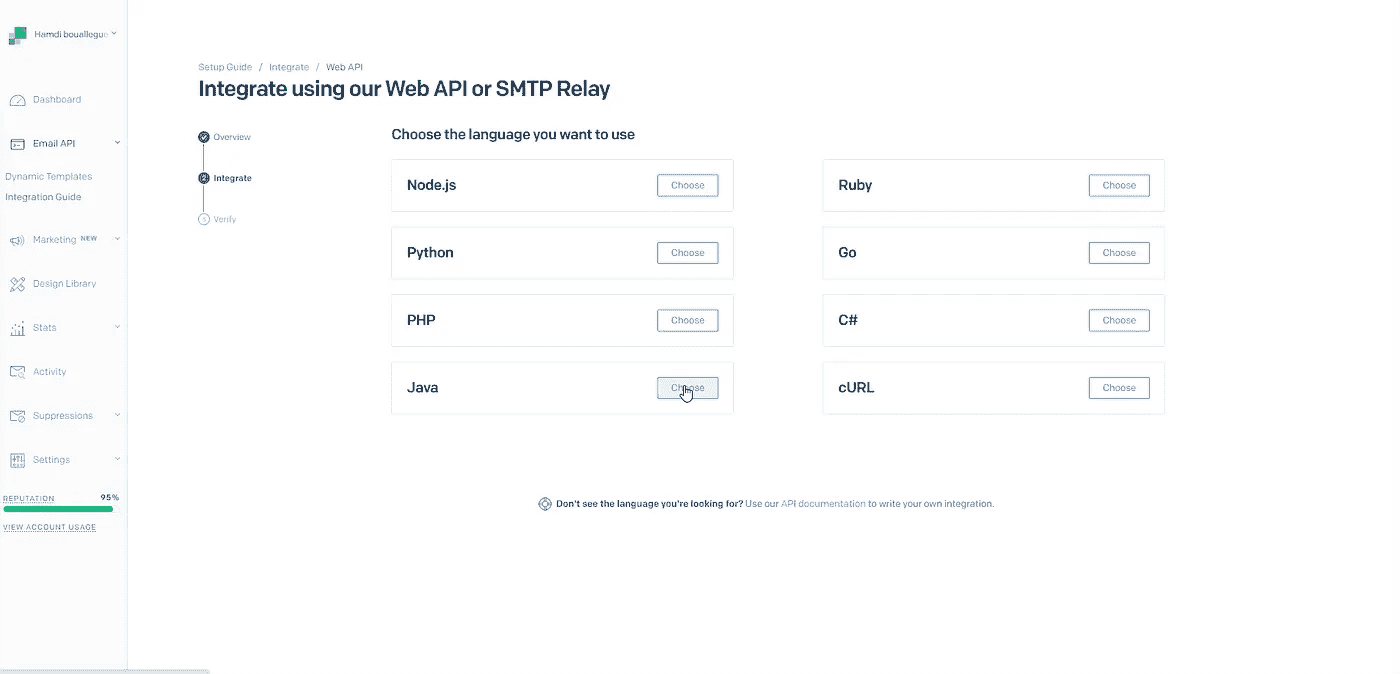 Hamdi bouallegue
Dashboard
Email API
Dynamic Templates
Integration Guide
Marketing NEW
Design Library
Stats
Activity
Suppressions
Settings
REPUTATION 95%
VIEW ACCOUNT USAGE
Setup Guide / Integrate / Web API
Integrate using our Web API or SMTP Relay
Overview
2 Integrate
3 Verify
Choose the language you want to use
Node.js Choose
Ruby Choose
Python Choose
Go Choose
PHP Choose
C# Choose
Java Choose
cURL Choose
Don't see the language you're looking for? Use our API documentation to write your own integration.